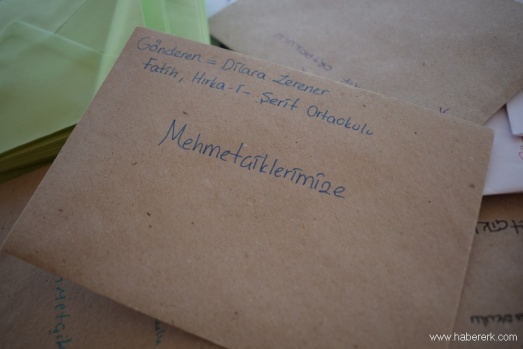 Gönderen = Dilara Zerener
Fatih, Hırka-i- Şerif Ortaokulu
Mehmetçiklerimize
www.habererk.com